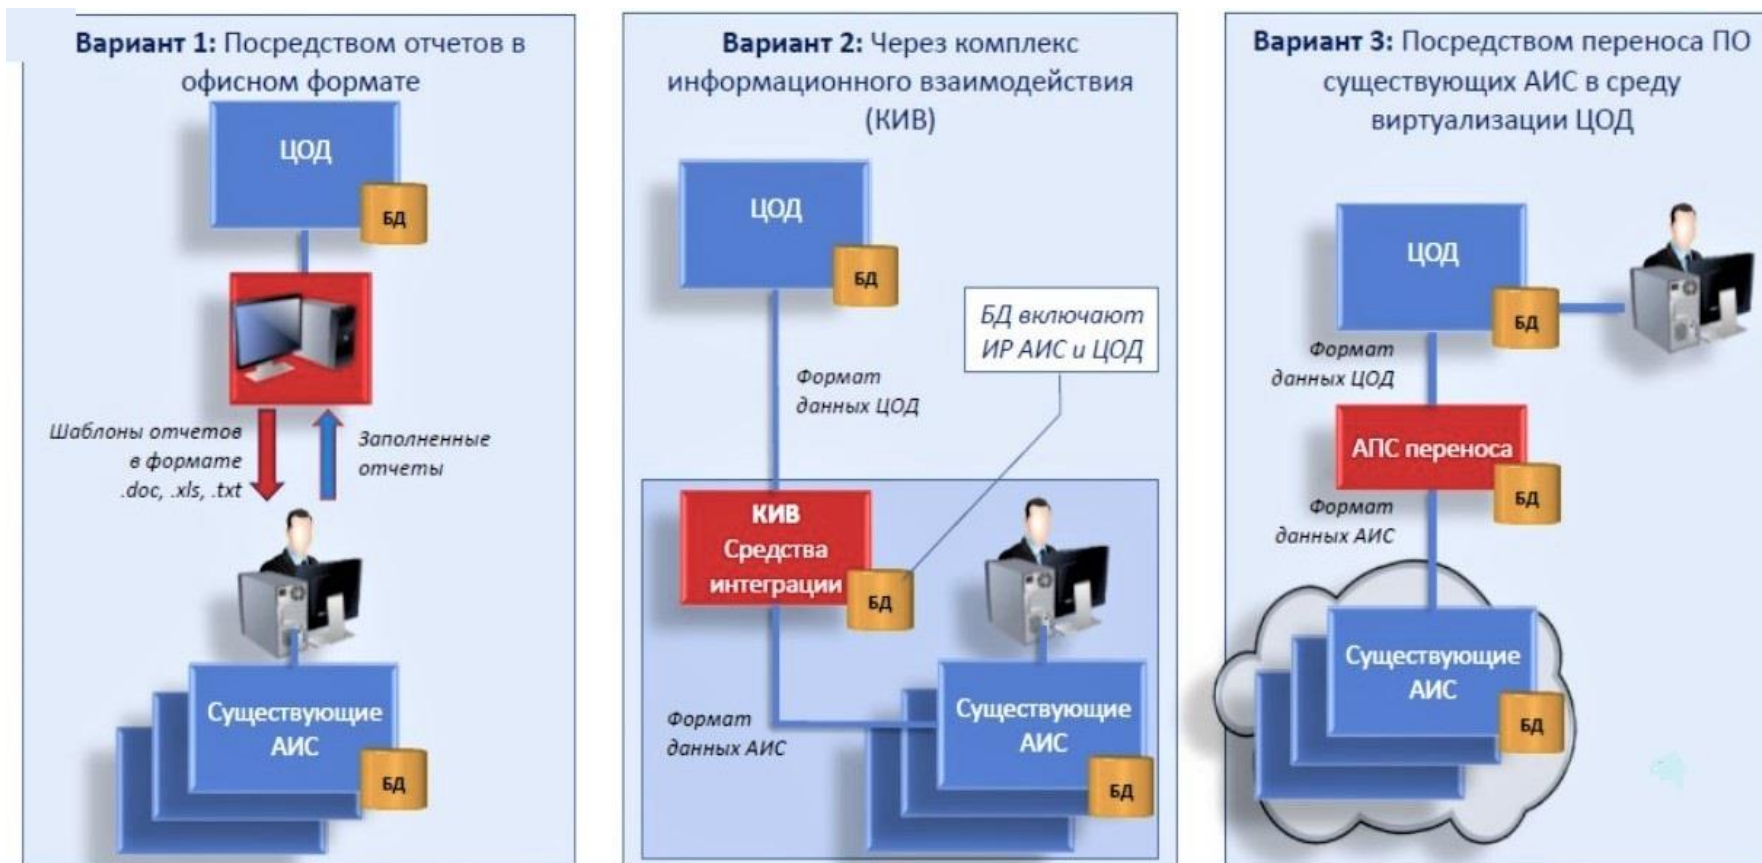 Вариант 1: Посредством отчетов в
офисном формате
ЦОД
БД
Шаблоны отчетов
в формате
.doc, .xls, .txt
Заполненные
отчеты
Существующие
АИС
БД
Вариант 2: Через комплекс
информационного взаимодействия
(КИВ)
ЦОД
БД
БД включают
ИР АИС и ЦОД
Формат
данных ЦОД
КИВ
Средства
интеграции
БД
Формат
данных АИС
Существующие
АИС
БД
Вариант 3: Посредством переноса ПО
существующих АИС в среду
виртуализации ЦОД
ЦОД
БД
Формат
данных ЦОД
АПС переноса
БД
Формат
данных АИС
Существующие
АИС
БД